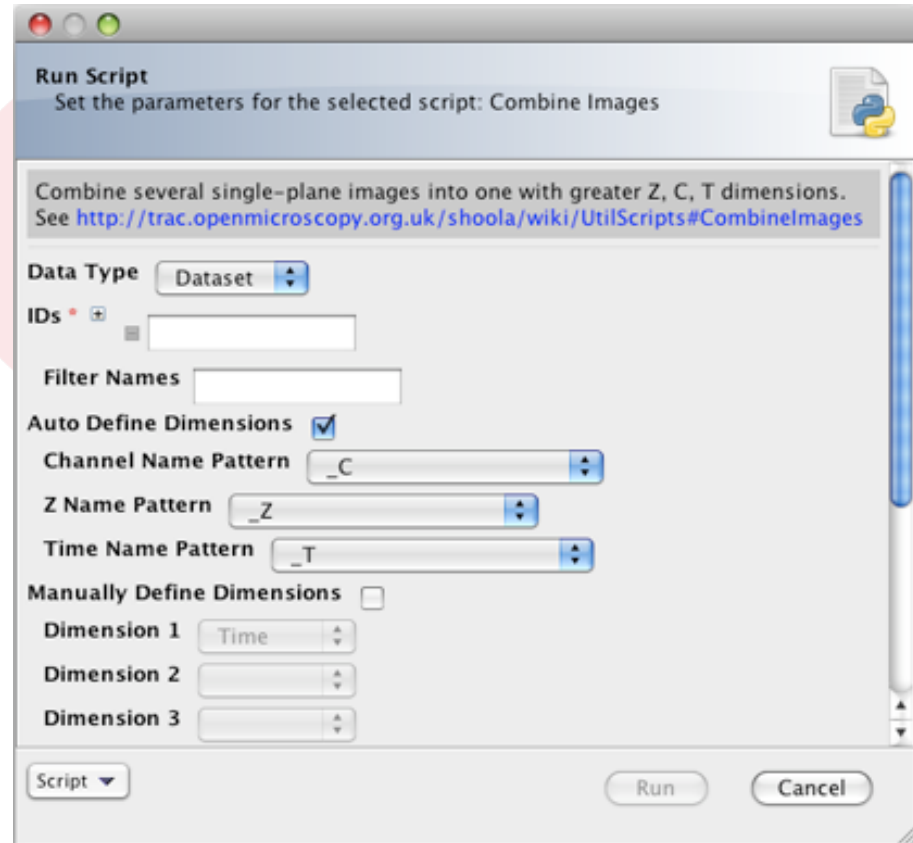 Run Script
Set the parameters for the selected script: Combine Images
Combine several single-plane images into one with greater Z, C, T dimensions.
See http://trac.openmicroscopy.org.uk/shoola/wiki/UtilScripts#CombineImages
Data Type Dataset
IDs *
Filter Names
Auto Define Dimensions
Channel Name Pattern _C
Z Name Pattern _Z
Time Name Pattern _T
Manually Define Dimensions
Dimension 1 Time
Dimension 2
Dimension 3
Script Run Cancel